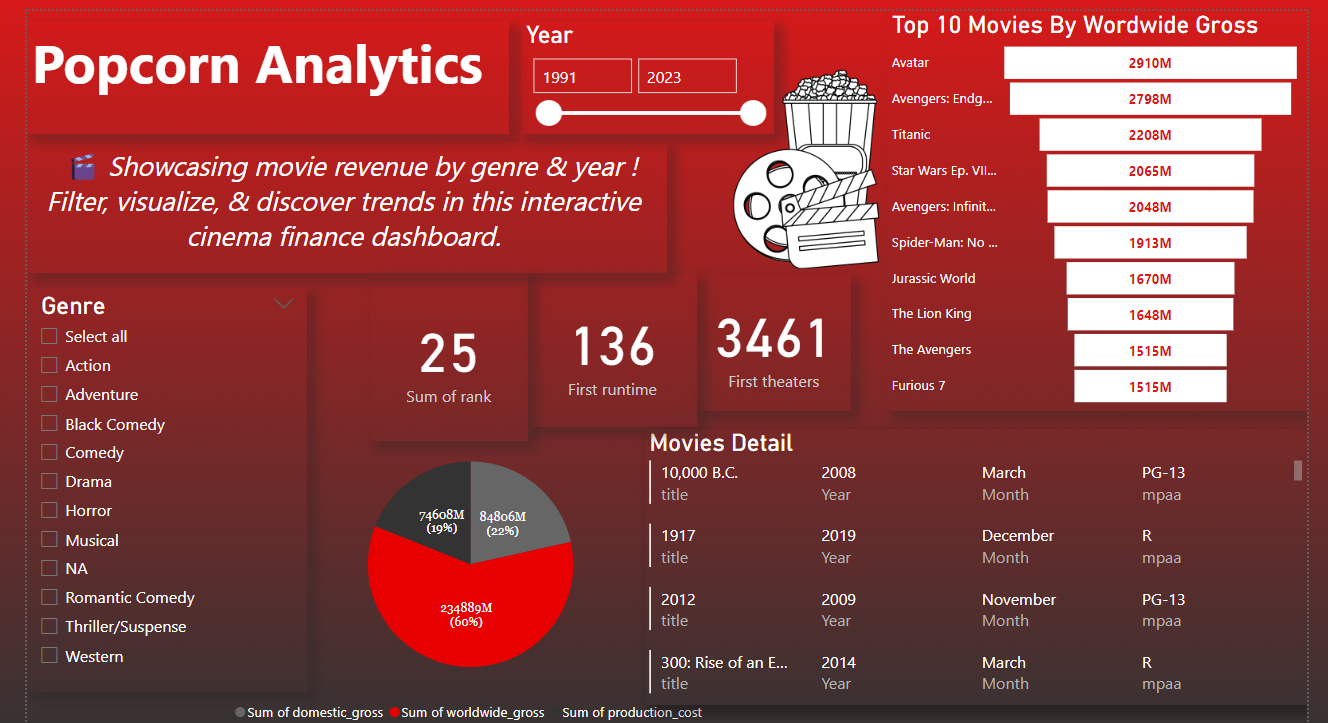 Popcorn Analytics
Year
1991 2023
🎬 Showcasing movie revenue by genre & year !
Filter, visualize, & discover trends in this interactive
cinema finance dashboard.
Top 10 Movies By Wordwide Gross
Avatar 2910M
Avengers: Endg... 2798M
Titanic 2208M
Star Wars Ep. VII... 2065M
Avengers: Infinit... 2048M
Spider-Man: No ... 1913M
Jurassic World 1670M
The Lion King 1648M
The Avengers 1515M
Furious 7 1515M
Genre
Select all
Action
Adventure
Black Comedy
Comedy
Drama
Horror
Musical
NA
Romantic Comedy
Thriller/Suspense
Western
25
Sum of rank
136
First runtime
3461
First theaters
74608M
(19%)
84806M
(22%)
234889M
(60%)
Sum of domestic_gross Sum of worldwide_gross Sum of production_cost
Movies Detail
10,000 B.C. 2008 March PG-13
title Year Month mpaa
1917 2019 December R
title Year Month mpaa
2012 2009 November PG-13
title Year Month mpaa
300: Rise of an E... 2014 March R
title Year Month mpaa